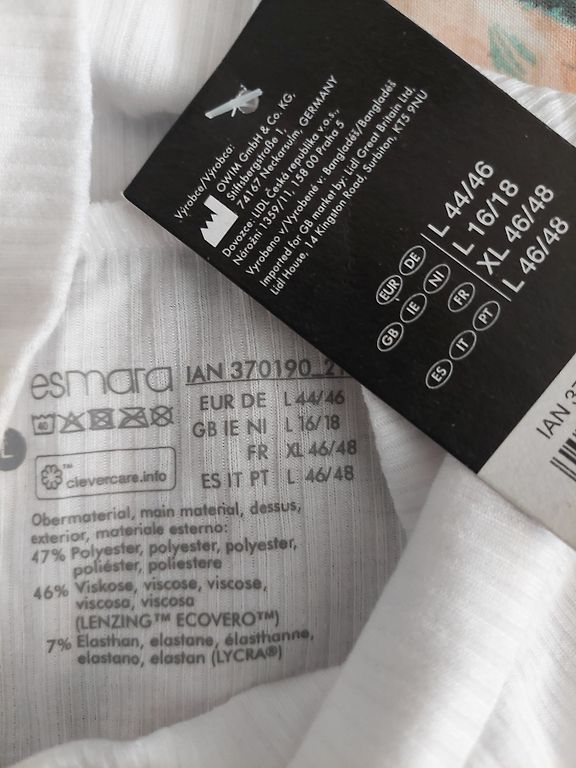 Výrobce/Výrobca:
OWIM GmbH & Co. KG,
Stiftsbergstraße 1,
74167 Neckarsulm, GERMANY
Dovozce: LIDL Česká republika v.o.s.,
Nárožní 1359/11, 158 00 Praha 5
Vyrobeno v/Vyrobené v: Bangladéš/Bangladéš
Imported for GB market by: Lidl Great Britain Ltd,
Lidl House, 14 Kingston Road, Surbiton, KT5 9NU
EUR DE L 44/46
GB IE NI L 16/18
FR XL 46/48
ES IT PT L 46/48
IAN 37
esmara
IAN 370190_21
40
EUR DE L 44/46
GB IE NI L 16/18
FR XL 46/48
ES IT PT L 46/48
L
™
clevercare.info
Obermaterial, main material, dessus,
exterior, materiale esterno:
47% Polyester, polyester, polyester,
poliéster, poliestere
46% Viskose, viscose, viscose,
viscosa, viscosa
(LENZING™ ECOVERO™)
7% Elasthan, elastane, élasthanne,
elastano, elastan (LYCRA®)